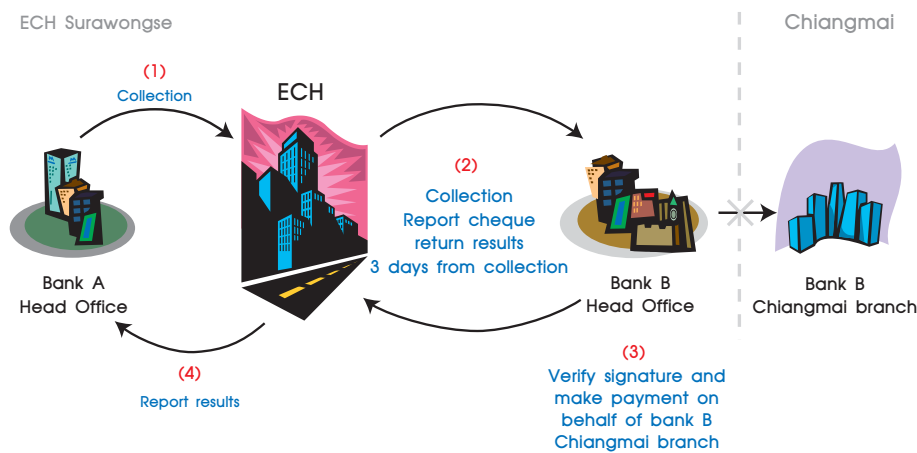 ECH Surawongse
Chiangmai
(1)
Collection
ECH
(2)
Collection
Report cheque
return results
3 days from collection
Bank A
Head Office
Bank B
Head Office
Bank B
Chiangmai branch
(3)
Verify signature and
make payment on
behalf of bank B
Chiangmai branch
(4)
Report results